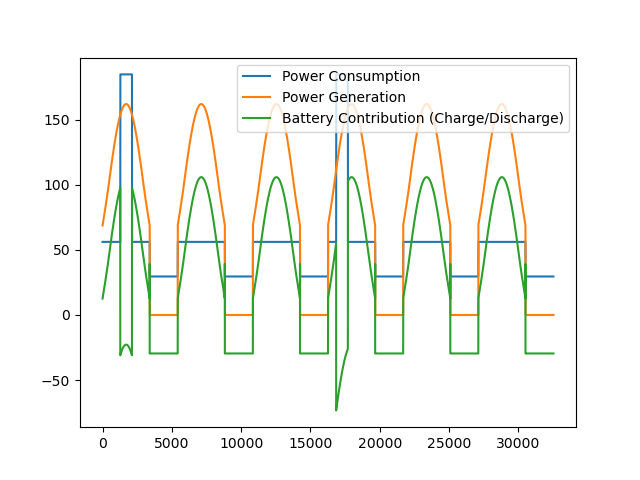 Power Consumption
Power Generation
Battery Contribution (Charge/Discharge)
150
100
50
0
−50
0 5000 10000 15000 20000 25000 30000